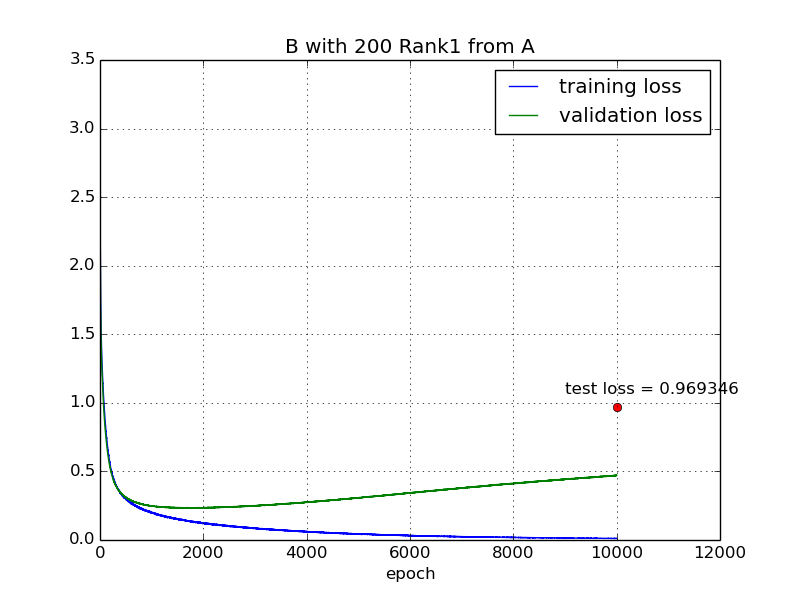 B with 200 Rank1 from A
3.5
3.0
2.5
2.0
1.5
1.0
0.5
0.0
training loss
validation loss
test loss = 0.969346
0 2000 4000 6000 8000 10000 12000
epoch